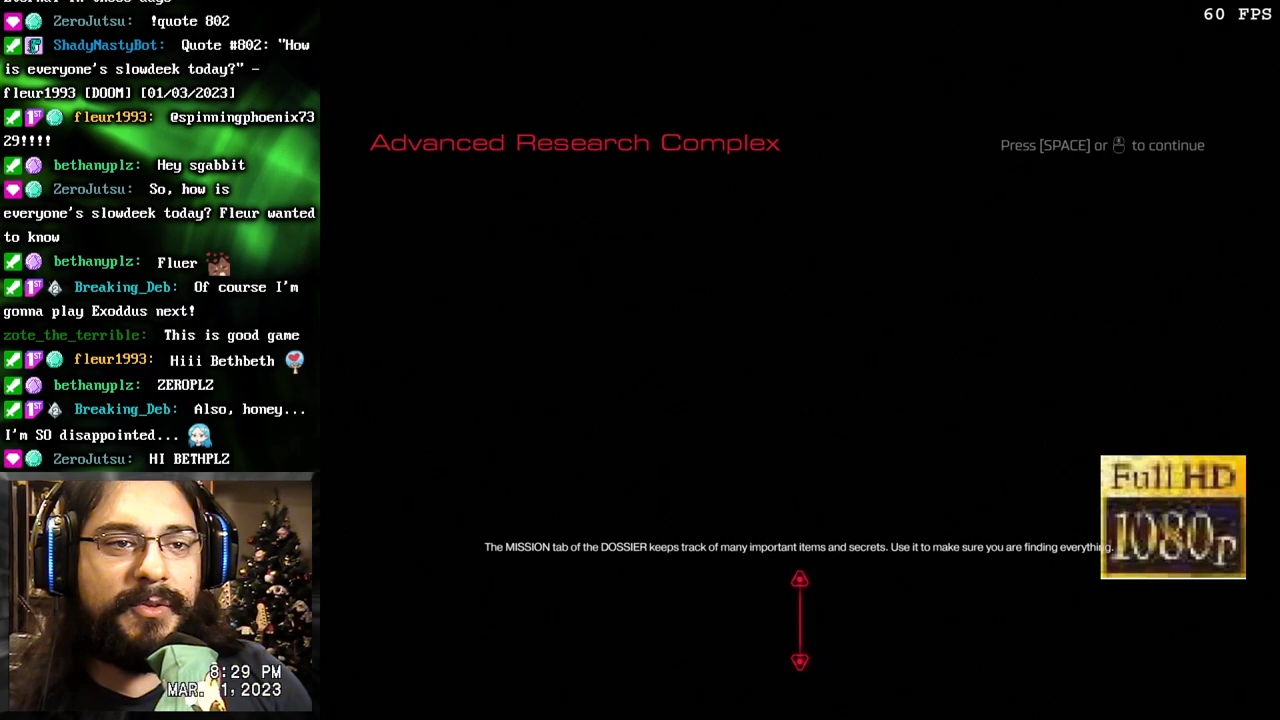 60 FPS
ZeroJutsu: !quote 802
ShadyNastyBot: Quote #802: "How
is everyone's slowdeek today?" –
fleur1993 [DOOM] [01/03/2023]
fleur1993: @spinningphoenix73
29!!!!
bethanyplz: Hey sgabbit
ZeroJutsu: So, how is
everyone's slowdeek today? Fleur wanted
to know
bethanyplz: Fluer
Breaking_Deb: Of course I'm
gonna play Exoddus next!
zote_the_terrible: This is good game
fleur1993: Hiii Bethbeth
bethanyplz: ZEROPLZ
Breaking_Deb: Also, honey...
I'm SO disappointed...
ZeroJutsu: HI BETHPLZ
Advanced Research Complex
Press [SPACE] or to continue
Full HD
1080p
The MISSION tab of the DOSSIER keeps track of many important items and secrets. Use it to make sure you are finding everything.
8:29 PM
MAR. 1, 2023